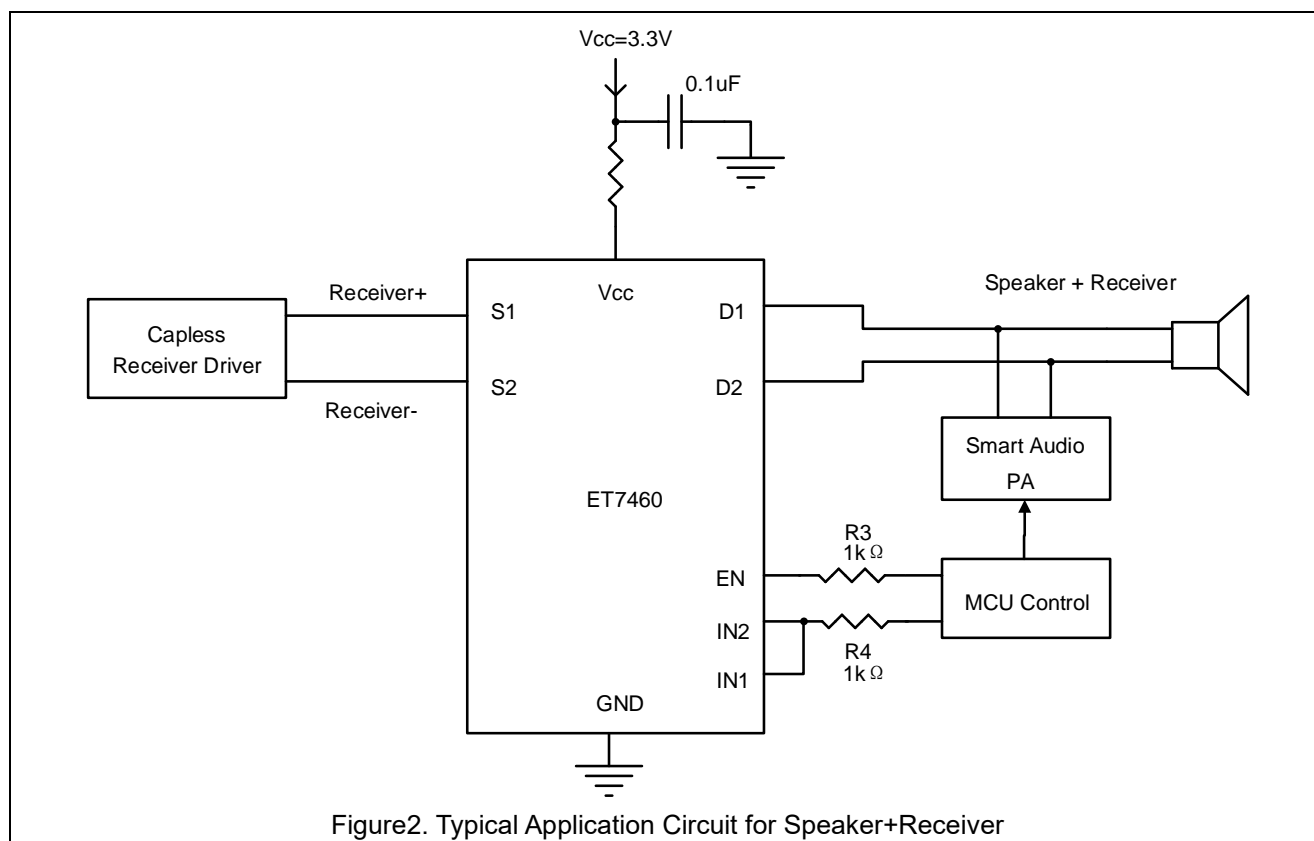 Vcc=3.3V
0.1uF
Vcc
Receiver+
Capless
Receiver Driver
Receiver-
S1
S2
D1
D2
Speaker + Receiver
Smart Audio
PA
ET7460
R3
1kΩ
EN
MCU Control
IN2
R4
1kΩ
IN1
GND
Figure2. Typical Application Circuit for Speaker+Receiver